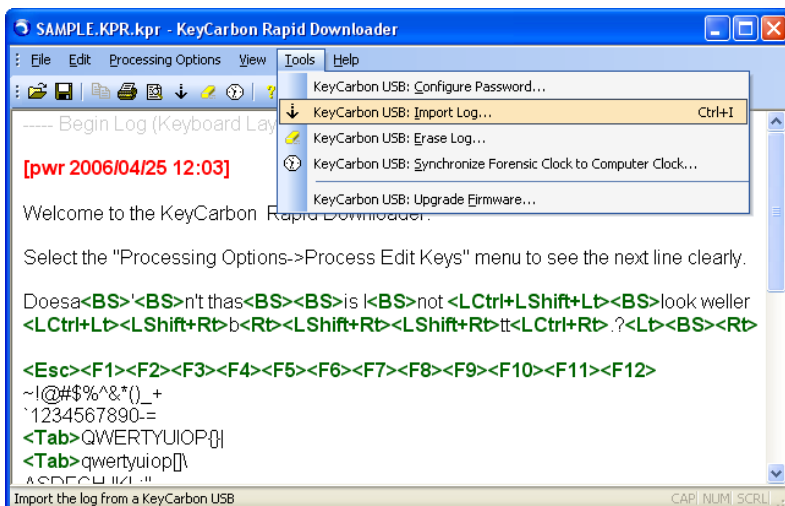 SAMPLE.KPR.kpr - KeyCarbon Rapid Downloader
File Edit Processing Options View Tools Help
KeyCarbon USB: Configure Password...
KeyCarbon USB: Import Log... Ctrl+I
KeyCarbon USB: Erase Log...
KeyCarbon USB: Synchronize Forensic Clock to Computer Clock...
KeyCarbon USB: Upgrade Firmware...
----- Begin Log (Keyboard Lay
[pwr 2006/04/25 12:03]
Welcome to the KeyCarbon Rapid Downloader.
Select the "Processing Options->Process Edit Keys" menu to see the next line clearly.
Doesa<BS>'<BS>n't thas<BS><BS>is l<BS>not <LCtrl+LShift+Lt><BS>look weller
<LCtrl+Lt><LShift+Rt>b<Rt><LShift+Rt><LShift+Rt>tt<LCtrl+Rt>.?<Lt><BS><Rt>
<Esc><F1><F2><F3><F4><F5><F6><F7><F8><F9><F10><F11><F12>
~!@#$%^&*()_+
`1234567890-=
<Tab>QWERTYUIOP{}|
<Tab>qwertyuiop[]\
Import the log from a KeyCarbon USB CAP NUM SCRL